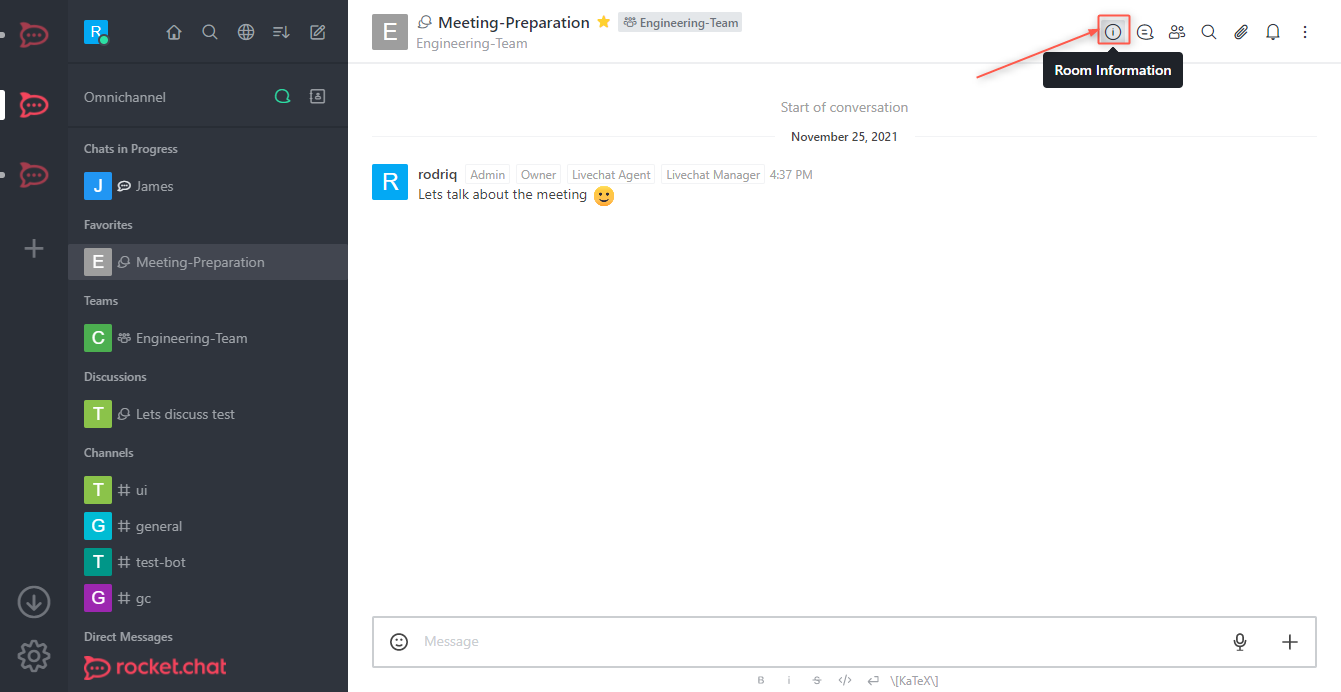 R
Omnichannel
Chats in Progress
J James
Favorites
E Meeting-Preparation
Teams
C Engineering-Team
Discussions
T Lets discuss test
Channels
T # ui
G # general
T # test-bot
G # gc
Direct Messages
rocket.chat
E Meeting-Preparation Engineering-Team
Engineering-Team
Room Information
Start of conversation
November 25, 2021
R rodriq Admin Owner Livechat Agent Livechat Manager 4:37 PM
Lets talk about the meeting
Message
B i S </> \[KaTeX\]